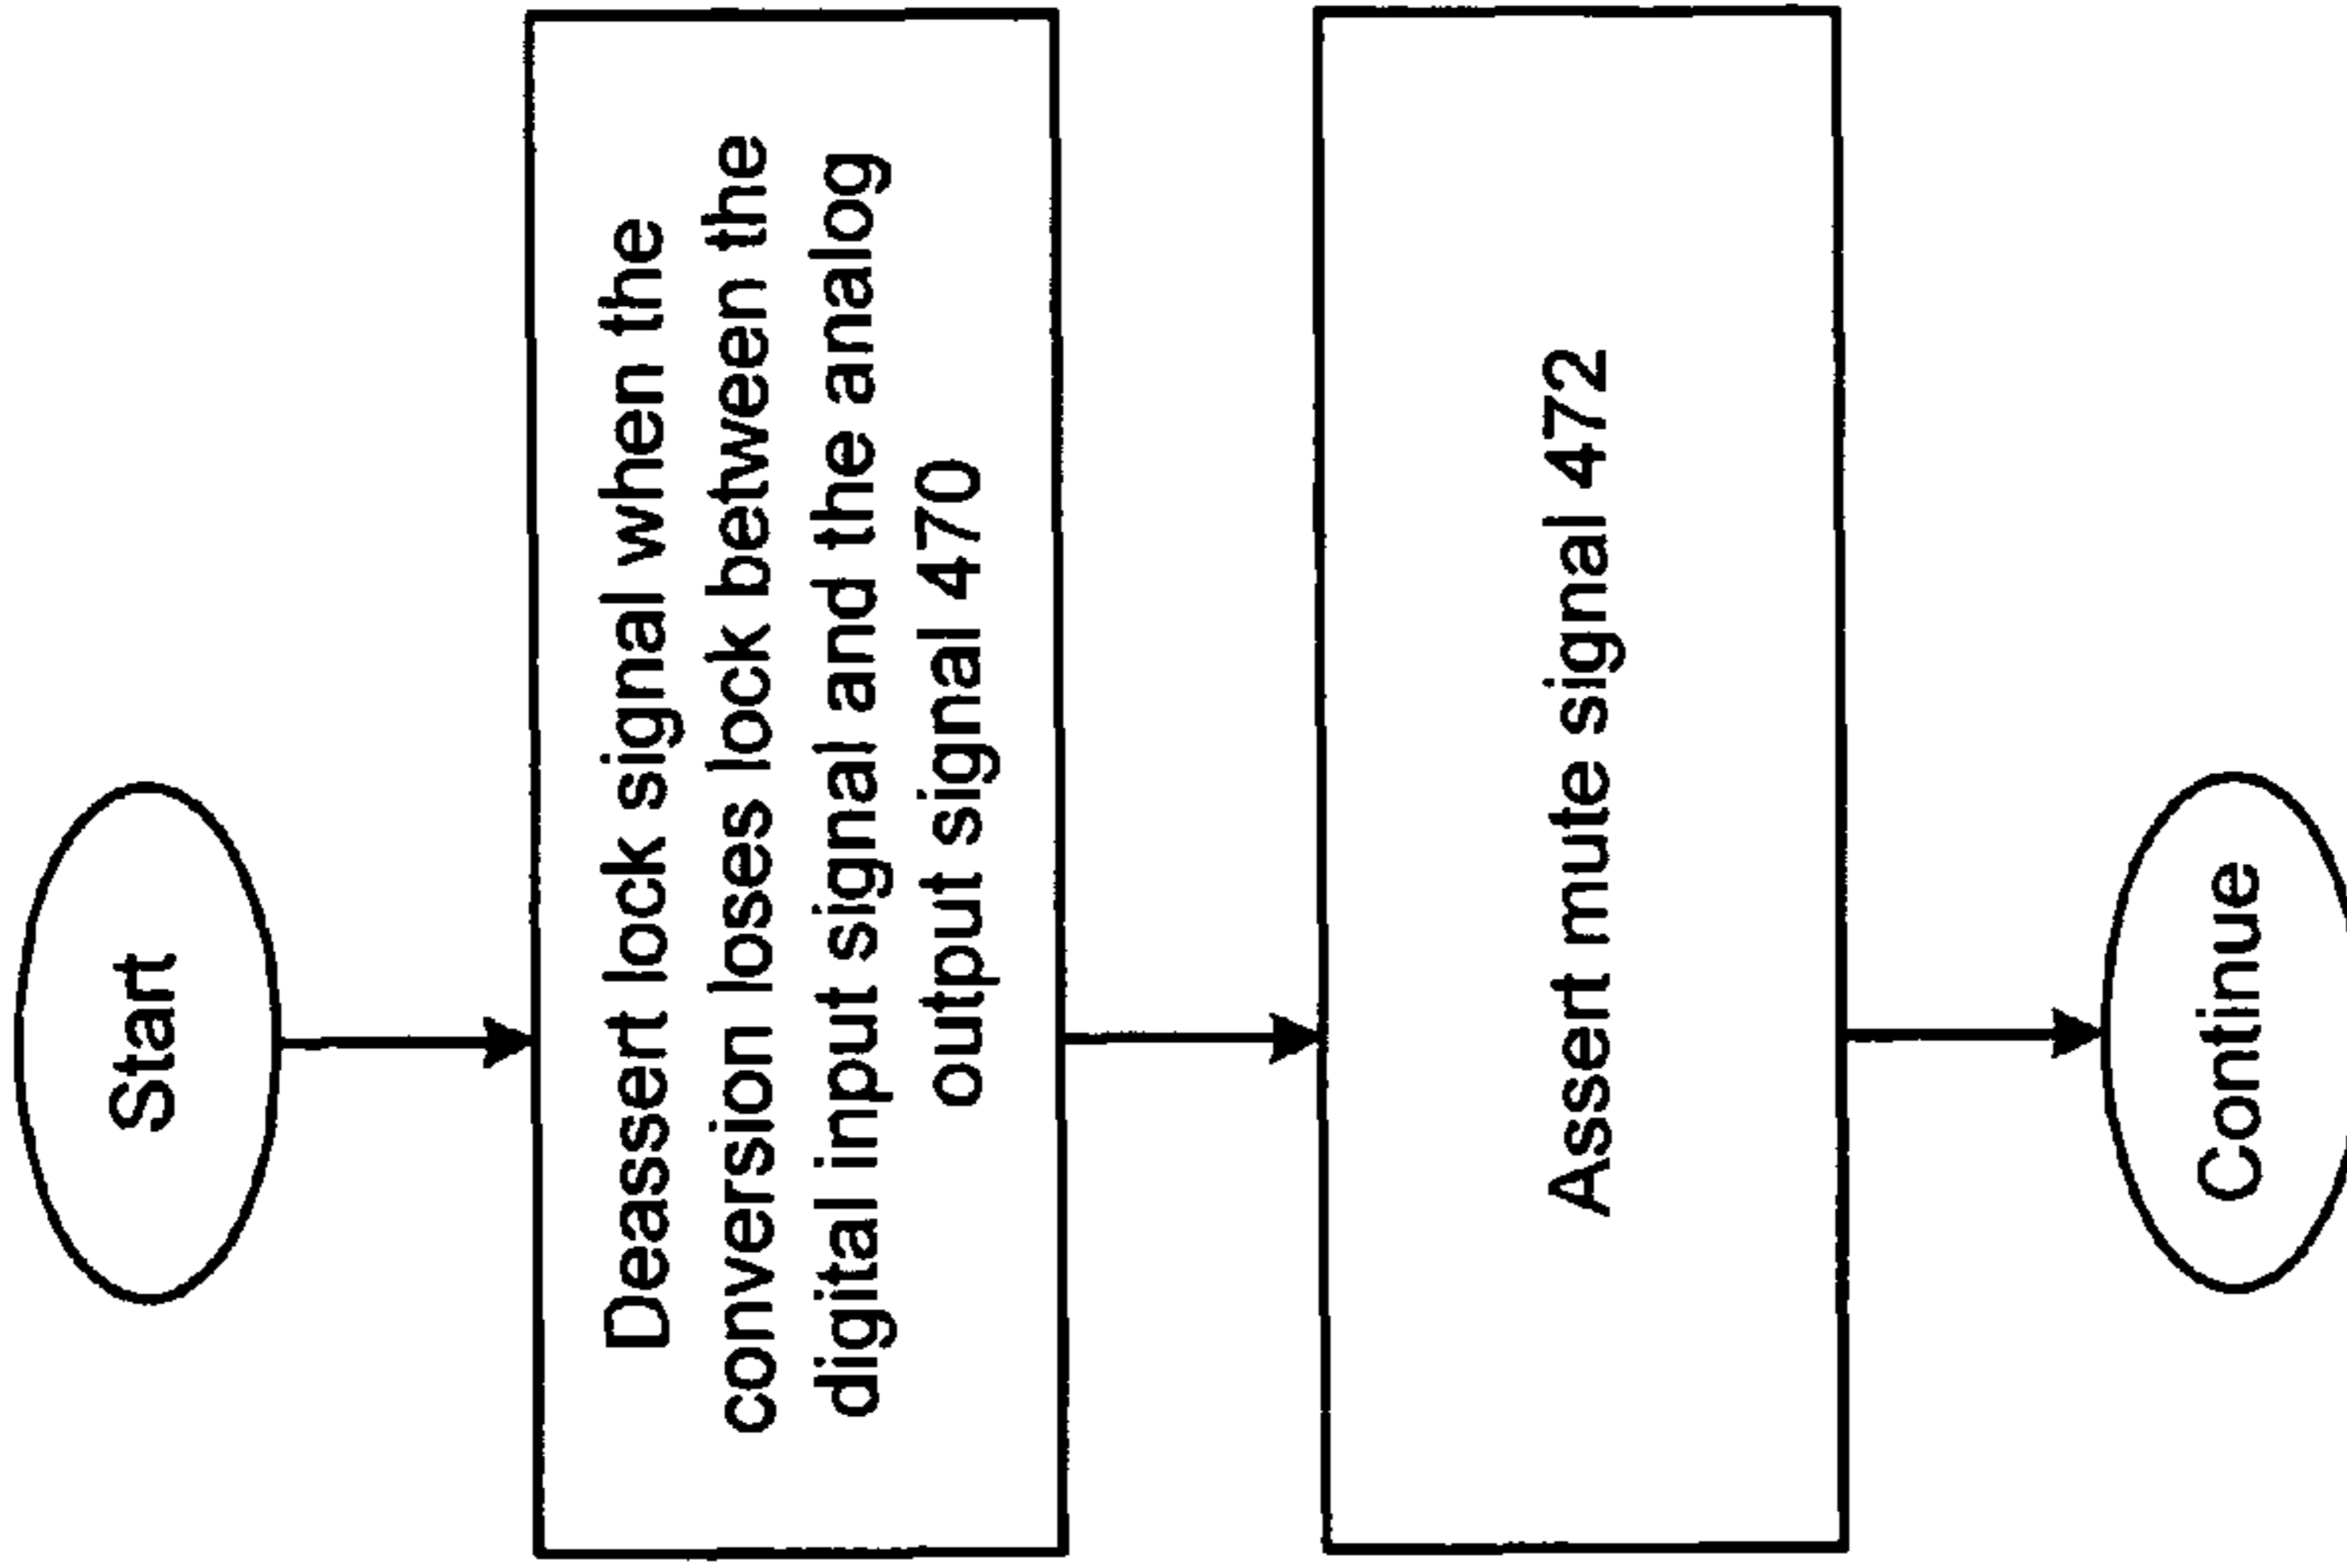 Start
Deassert lock signal when the
conversion loses lock between the
digital input signal and the analog
output signal 470
Assert mute signal 472
Continue